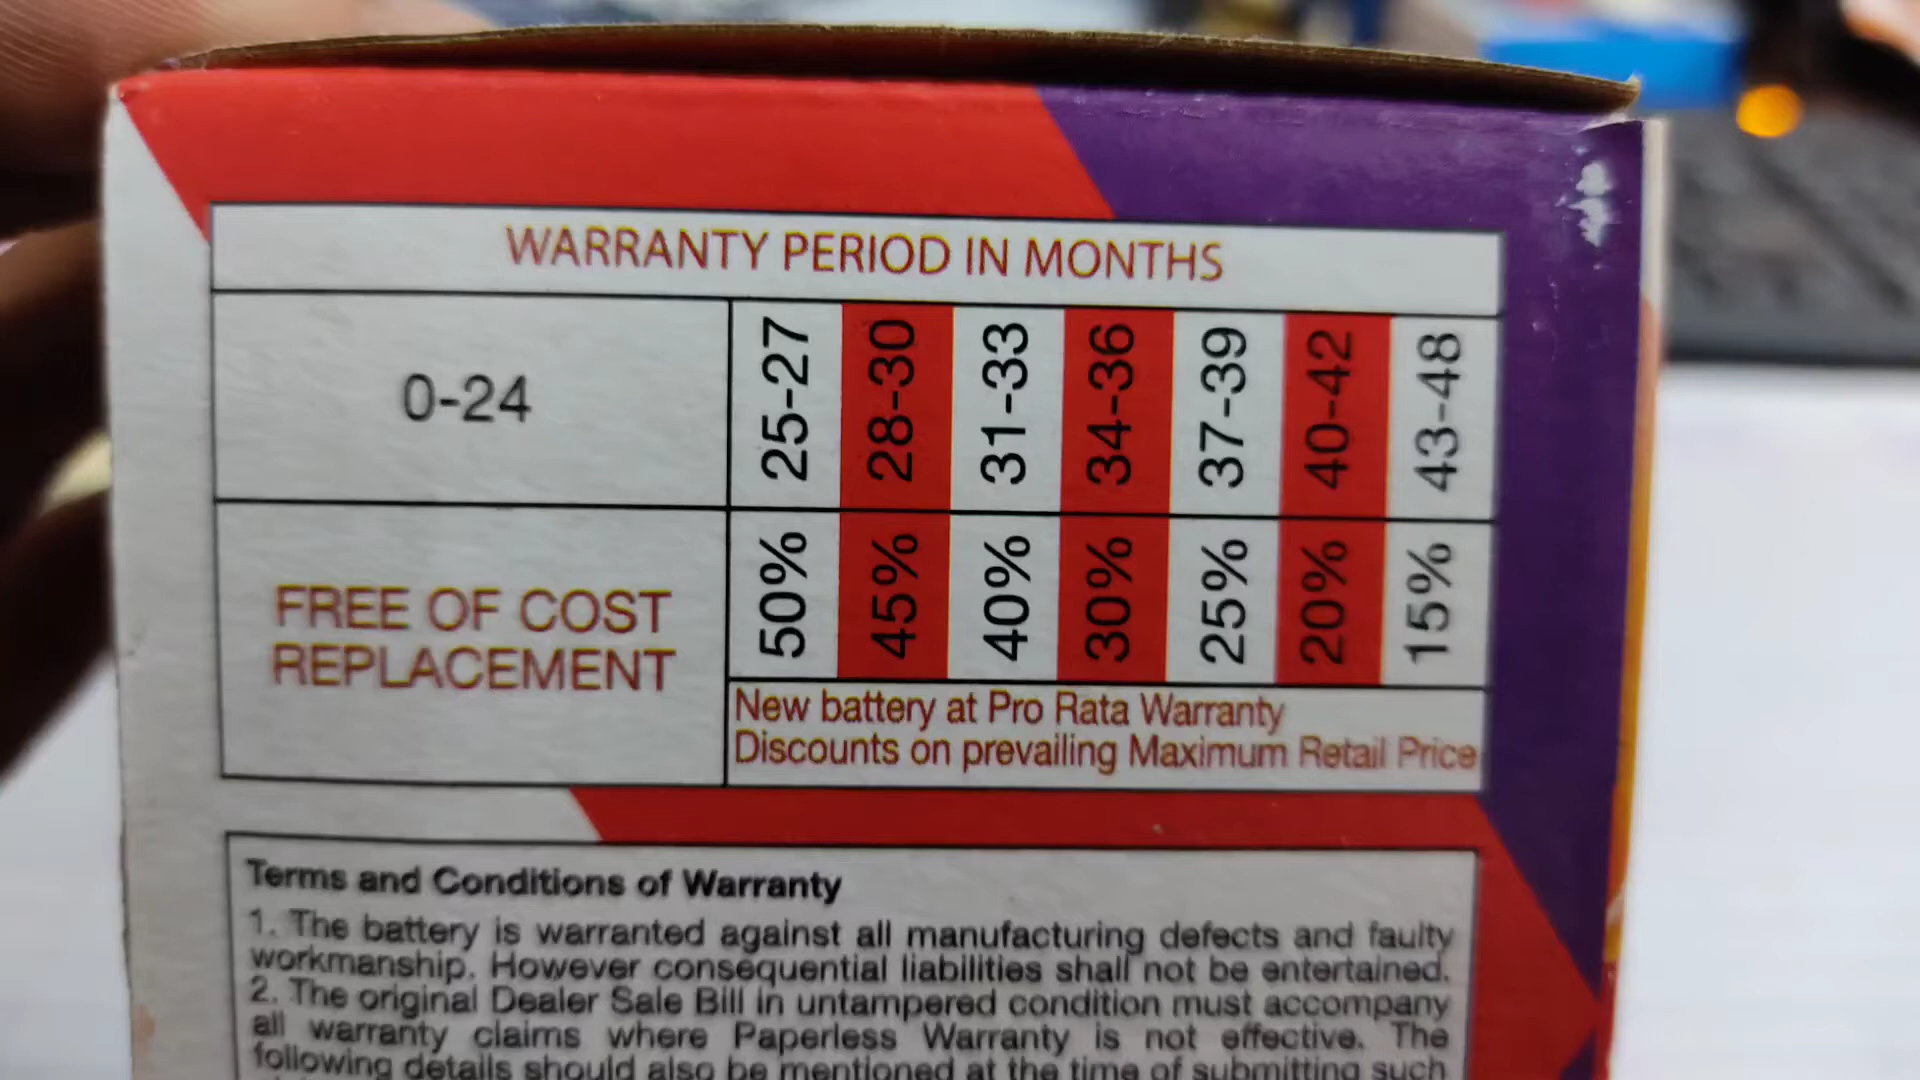 WARRANTY PERIOD IN MONTHS
0-24
25-27
28-30
31-33
34-36
37-39
40-42
43-48
FREE OF COST
REPLACEMENT
50%
45%
40%
30%
25%
20%
15%
New battery at Pro Rata Warranty
Discounts on prevailing Maximum Retail Price
Terms and Conditions of Warranty
1. The battery is warranted against all manufacturing defects and faulty
workmanship. However consequential liabilities shall not be entertained.
2. The original Dealer Sale Bill in untampered condition must accompany
all warranty claims where Paperless Warranty is not effective. The
following details should also be mentioned at the time of submitting such